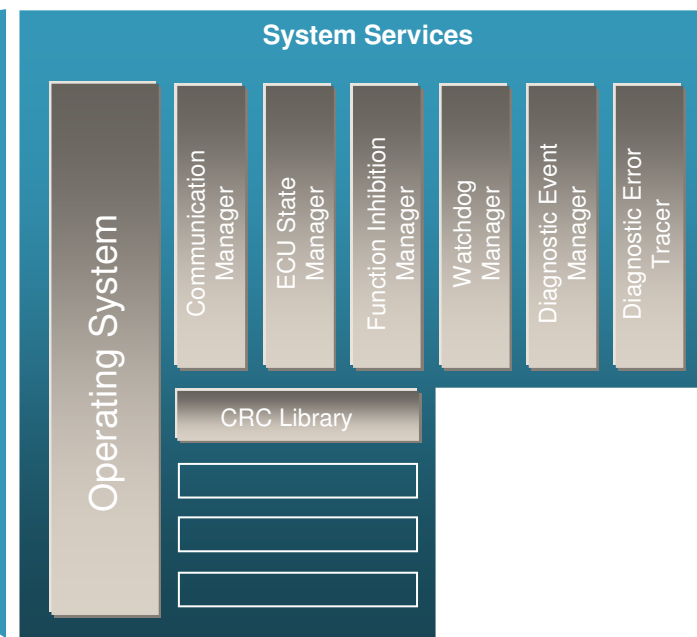 System Services
Operating System
Communication
Manager
ECU State
Manager
Function Inhibition
Manager
Watchdog
Manager
Diagnostic Event
Manager
Diagnostic Error
Tracer
CRC Library